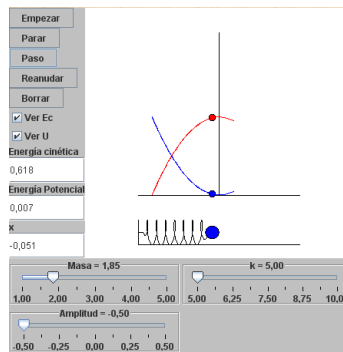 Empezar
Parar
Paso
Reanudar
Borrar
Ver Ec
Ver U
Energía cinética
0,618
Energía Potencial
0,007
x
-0,051
Masa = 1,85
k = 5,00
1,00 2,00 3,00 4,00 5,00
5,00 6,25 7,50 8,75 10,0
Amplitud = -0,50
-0,50 -0,25 0,00 0,25 0,50